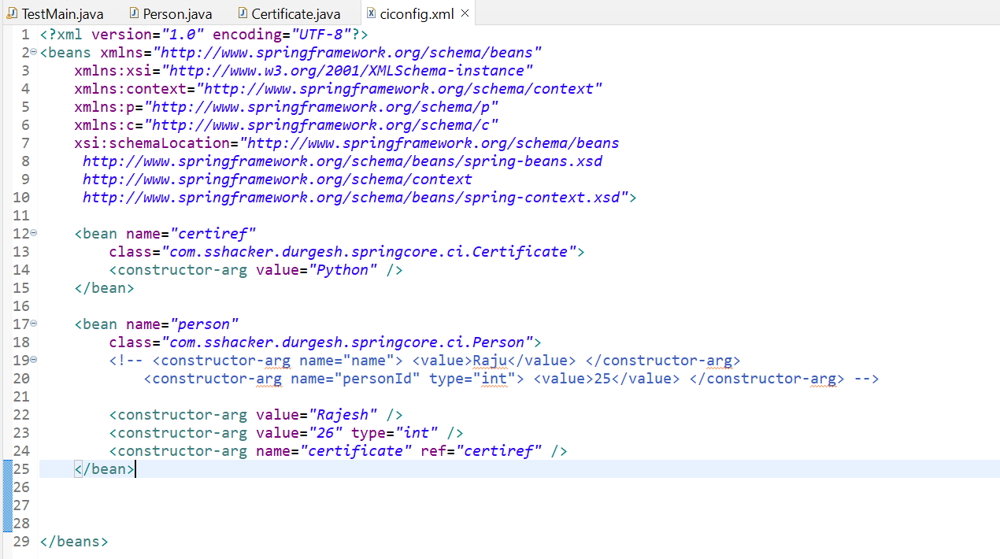 TestMain.java Person.java Certificate.java ciconfig.xml
1 <?xml version="1.0" encoding="UTF-8"?>
2 <beans xmlns="http://www.springframework.org/schema/beans"
3     xmlns:xsi="http://www.w3.org/2001/XMLSchema-instance"
4     xmlns:context="http://www.springframework.org/schema/context"
5     xmlns:p="http://www.springframework.org/schema/p"
6     xmlns:c="http://www.springframework.org/schema/c"
7     xsi:schemaLocation="http://www.springframework.org/schema/beans
8      http://www.springframework.org/schema/beans/spring-beans.xsd
9      http://www.springframework.org/schema/context
10      http://www.springframework.org/schema/beans/spring-context.xsd">
11
12     <bean name="certiref"
13         class="com.sshacker.durgesh.springcore.ci.Certificate">
14         <constructor-arg value="Python" />
15     </bean>
16
17     <bean name="person"
18         class="com.sshacker.durgesh.springcore.ci.Person">
19         <!-- <constructor-arg name="name"> <value>Raju</value> </constructor-arg>
20             <constructor-arg name="personId" type="int"> <value>25</value> </constructor-arg> -->
21
22         <constructor-arg value="Rajesh" />
23         <constructor-arg value="26" type="int" />
24         <constructor-arg name="certificate" ref="certiref" />
25     </bean>
26
27
28
29 </beans>